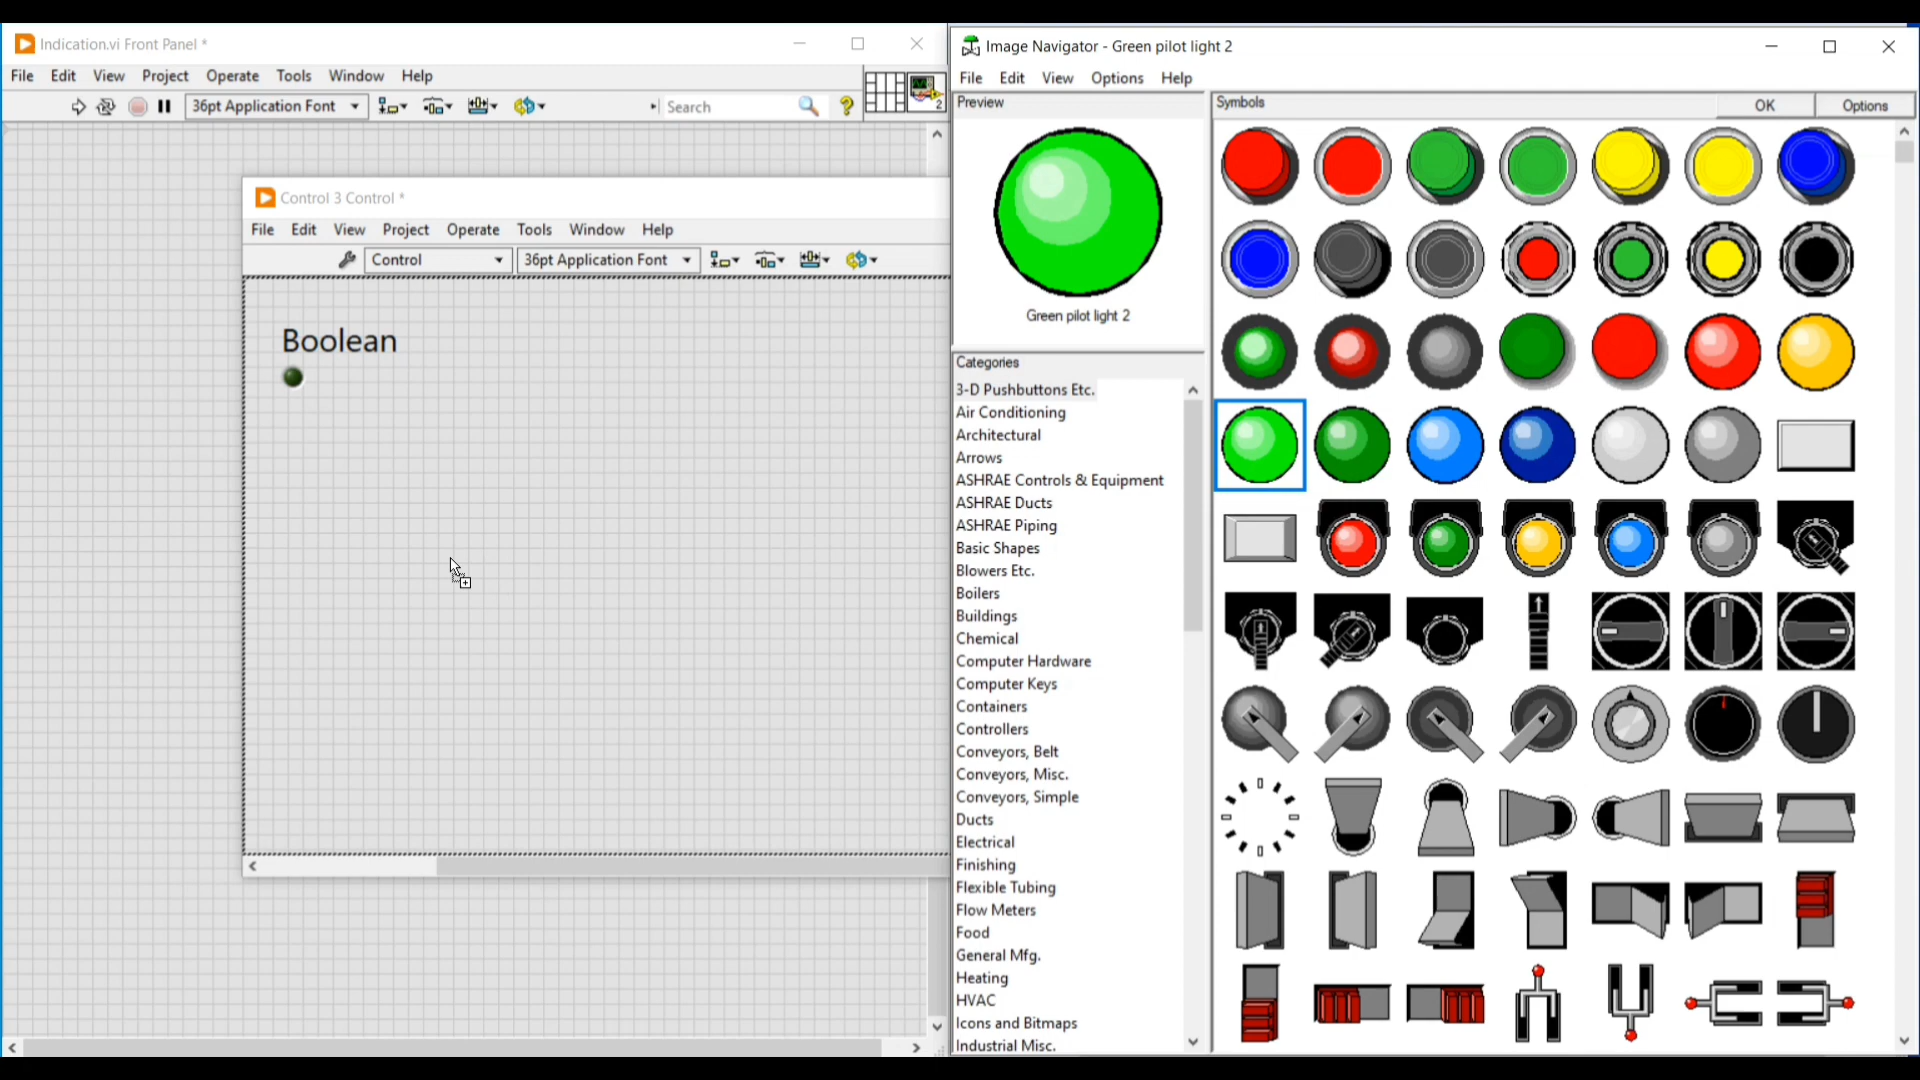 Indication.vi Front Panel *
File Edit View Project Operate Tools Window Help
36pt Application Font
Search
2
Control 3 Control *
File Edit View Project Operate Tools Window Help
Control
36pt Application Font
Boolean
Image Navigator - Green pilot light 2
File Edit View Options Help
Preview
Green pilot light 2
Categories
3-D Pushbuttons Etc.
Air Conditioning
Architectural
Arrows
ASHRAE Controls & Equipment
ASHRAE Ducts
ASHRAE Piping
Basic Shapes
Blowers Etc.
Boilers
Buildings
Chemical
Computer Hardware
Computer Keys
Containers
Controllers
Conveyors, Belt
Conveyors, Misc.
Conveyors, Simple
Ducts
Electrical
Finishing
Flexible Tubing
Flow Meters
Food
General Mfg.
Heating
HVAC
Icons and Bitmaps
Industrial Misc.
Symbols
OK
Options